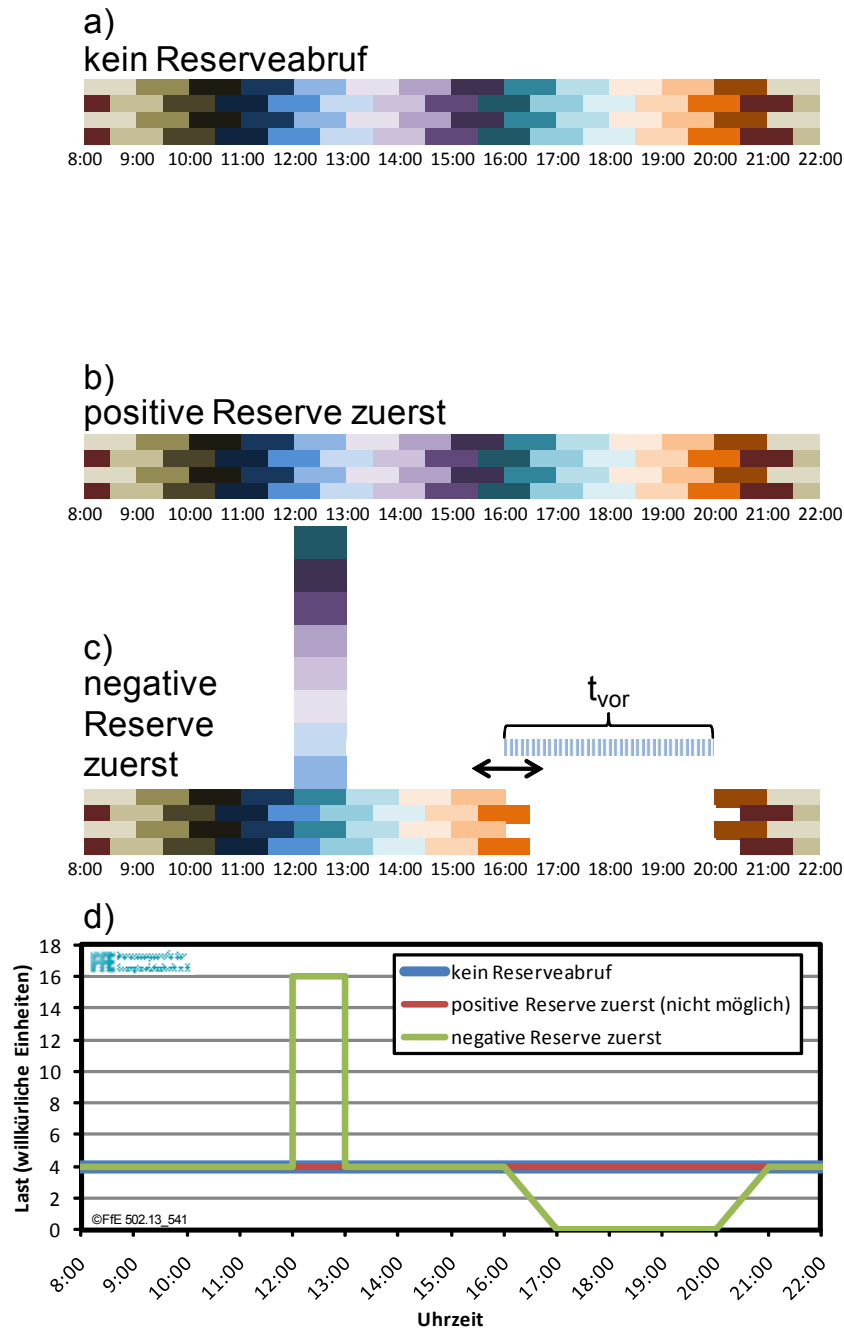 a)
kein Reserveabruf
8:00 9:00 10:00 11:00 12:00 13:00 14:00 15:00 16:00 17:00 18:00 19:00 20:00 21:00 22:00
b)
positive Reserve zuerst
8:00 9:00 10:00 11:00 12:00 13:00 14:00 15:00 16:00 17:00 18:00 19:00 20:00 21:00 22:00
c)
negative
Reserve
zuerst
tvor
8:00 9:00 10:00 11:00 12:00 13:00 14:00 15:00 16:00 17:00 18:00 19:00 20:00 21:00 22:00
d)
Last (willkürliche Einheiten)
18
16
14
12
10
8
6
4
2
0
FfE
kein Reserveabruf
positive Reserve zuerst (nicht möglich)
negative Reserve zuerst
©FfE 502.13_541
8:00 9:00 10:00 11:00 12:00 13:00 14:00 15:00 16:00 17:00 18:00 19:00 20:00 21:00 22:00
Uhrzeit